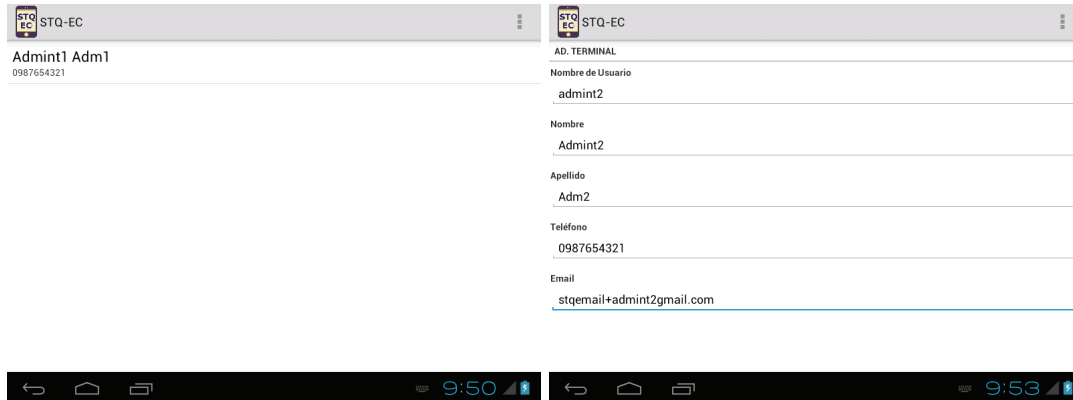 STQ
EC
STQ-EC
Admint1 Adm1
0987654321
9:50
STQ
EC
STQ-EC
AD. TERMINAL
Nombre de Usuario
admint2
Nombre
Admint2
Apellido
Adm2
Teléfono
0987654321
Email
stqemail+admint2gmail.com
9:53